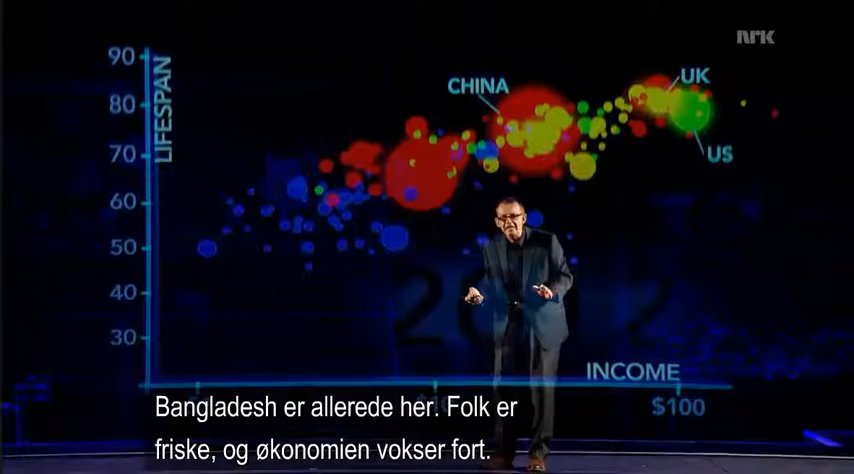 nrk
90
LIFESPAN
UK
CHINA
80
US
70
60
50
40
30
INCOME
$100
Bangladesh er allerede her. Folk er
friske, og økonomien vokser fort.